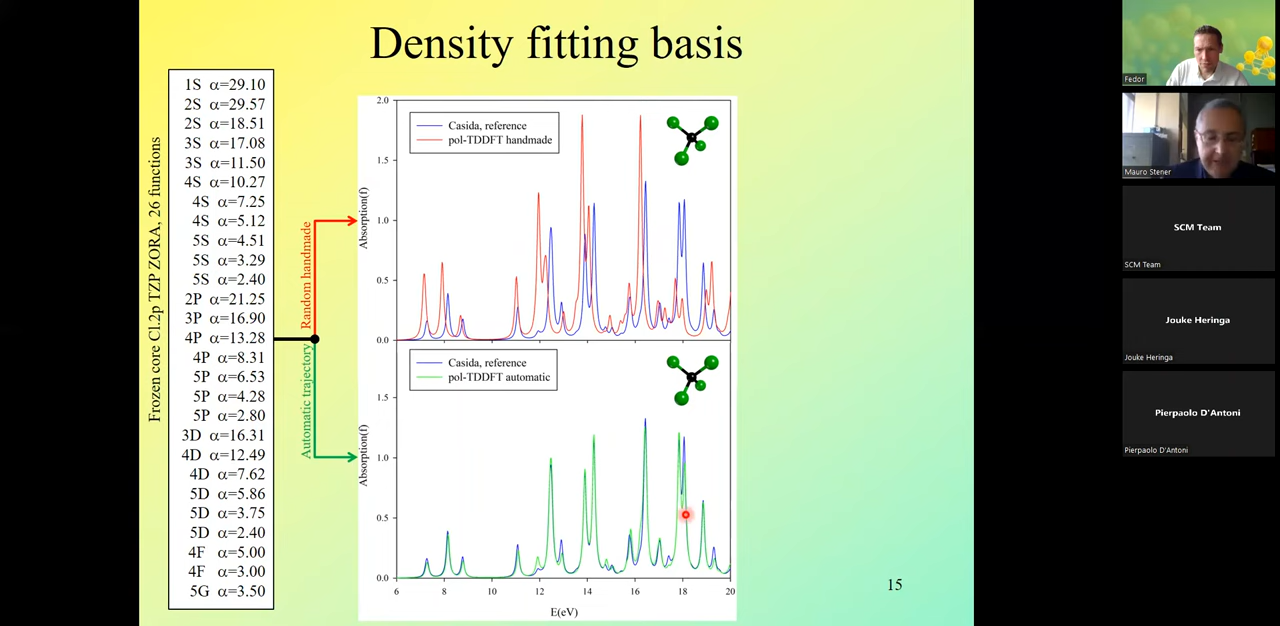 Density fitting basis
Frozen core Cl.2p TZP ZORA, 26 functions
1S α=29.10
2S α=29.57
2S α=18.51
3S α=17.08
3S α=11.50
4S α=10.27
4S α=7.25
4S α=5.12
5S α=4.51
5S α=3.29
5S α=2.40
2P α=21.25
3P α=16.90
4P α=13.28
4P α=8.31
5P α=6.53
5P α=4.28
5P α=2.80
3D α=16.31
4D α=12.49
4D α=7.62
5D α=5.86
5D α=3.75
5D α=2.40
4F α=5.00
4F α=3.00
5G α=3.50
Random handmade
Automatic trajectory
Absorption(f)
2.0
1.5
1.0
0.5
0.0
Casida, reference
pol-TDDFT handmade
Absorption(f)
1.5
1.0
0.5
0.0
Casida, reference
pol-TDDFT automatic
6 8 10 12 14 16 18 20
E(eV)
15
Fedor
Mauro Stener
SCM Team
SCM Team
Jouke Heringa
Jouke Heringa
Pierpaolo D'Antoni
Pierpaolo D'Antoni